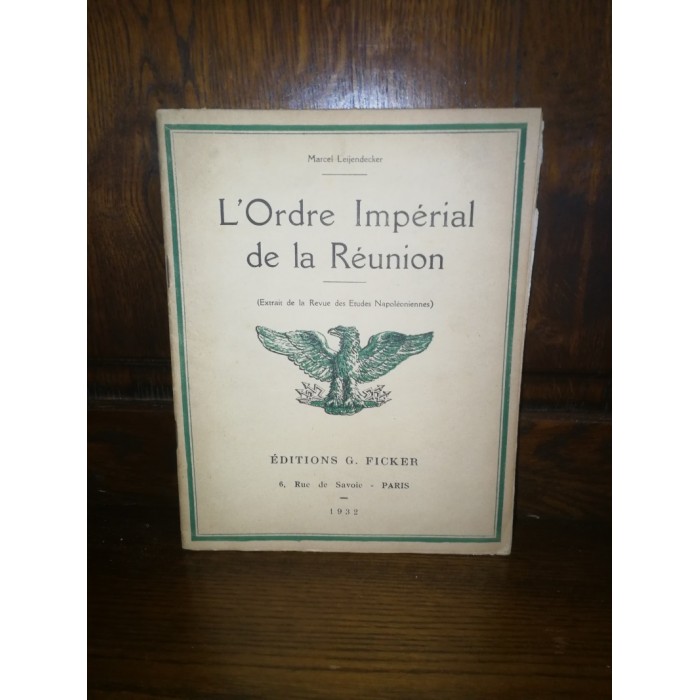 Marcel Leijendecker
L'Ordre Impérial
de la Réunion
(Extrait de la Revue des Etudes Napoléoniennes)
ÉDITIONS G. FICKER
6, Rue de Savoie - PARIS
1932